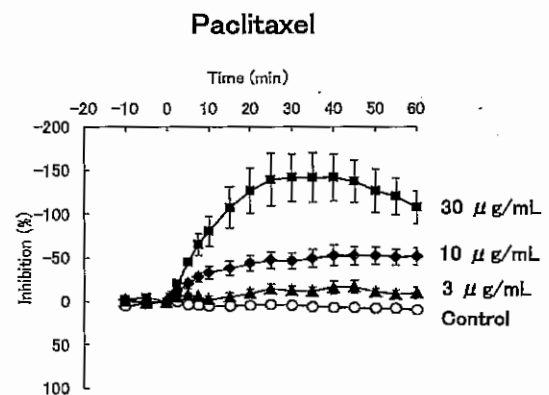 Paclitaxel
Time (min)
-20 -10 0 10 20 30 40 50 60
-200
-150
-100
-50
0
50
100
Inhibition (%)
30 μg/mL
10 μg/mL
3 μg/mL
Control